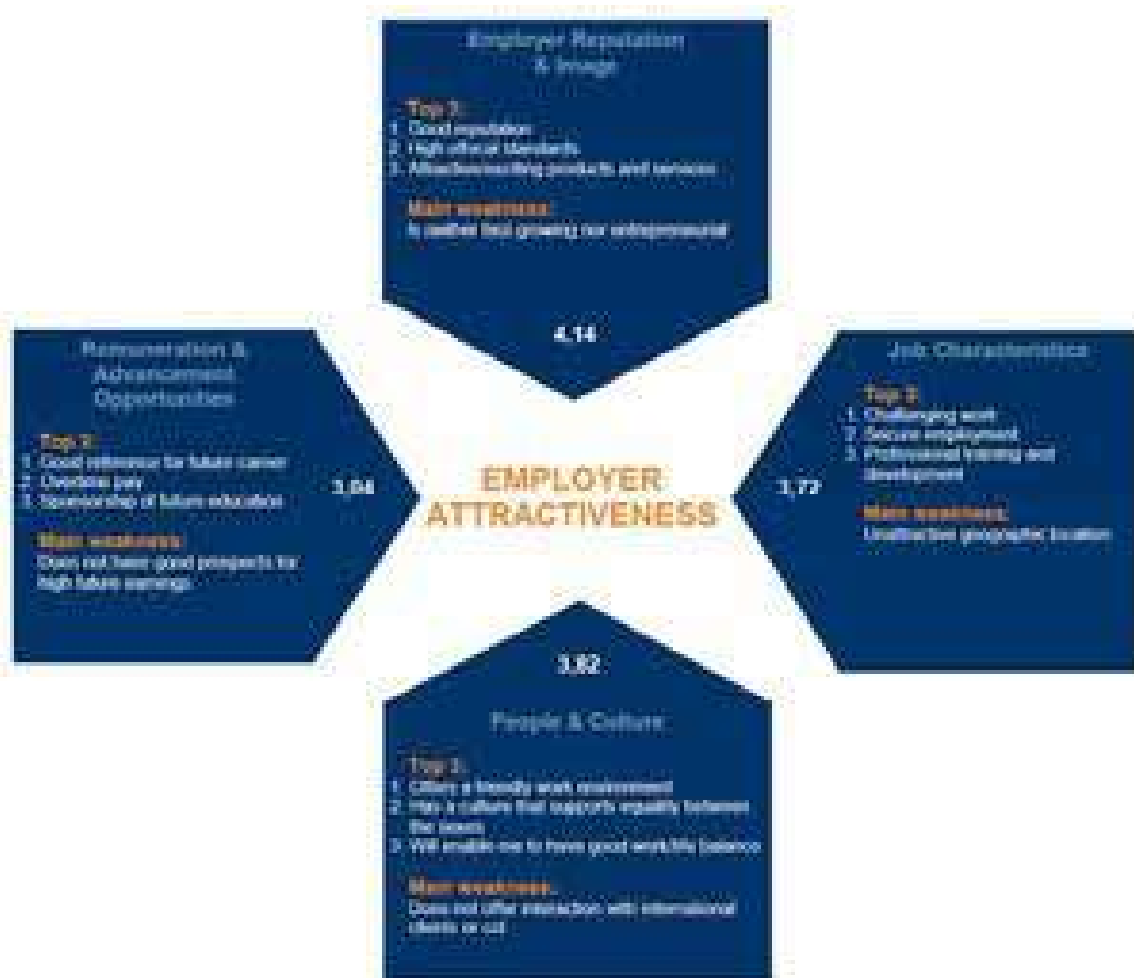 Employer Reputation
& Image
Top 3:
1. Good reputation
2. High ethical standards
3. Attractive/exciting products and services
Main weakness:
Is neither fast growing nor entrepreneurial
4,14
Remuneration &
Advancement
Opportunities
Top 3:
1. Good reference for future career
2. Overtime pay
3. Sponsorship of future education
Main weakness:
Does not have good prospects for
high future earnings
3,04
EMPLOYER
ATTRACTIVENESS
Job Characteristics
Top 3
1. Challenging work
2. Secure employment
3. Professional training and
development
Main weakness:
Unattractive geographic location
3,72
3,62
People & Culture
Top 3:
1. Offers a friendly work environment
2. Has a culture that supports equality between
the sexes
3. Will enable me to have good work/life balance
Main weakness:
Does not offer interaction with international
clients or